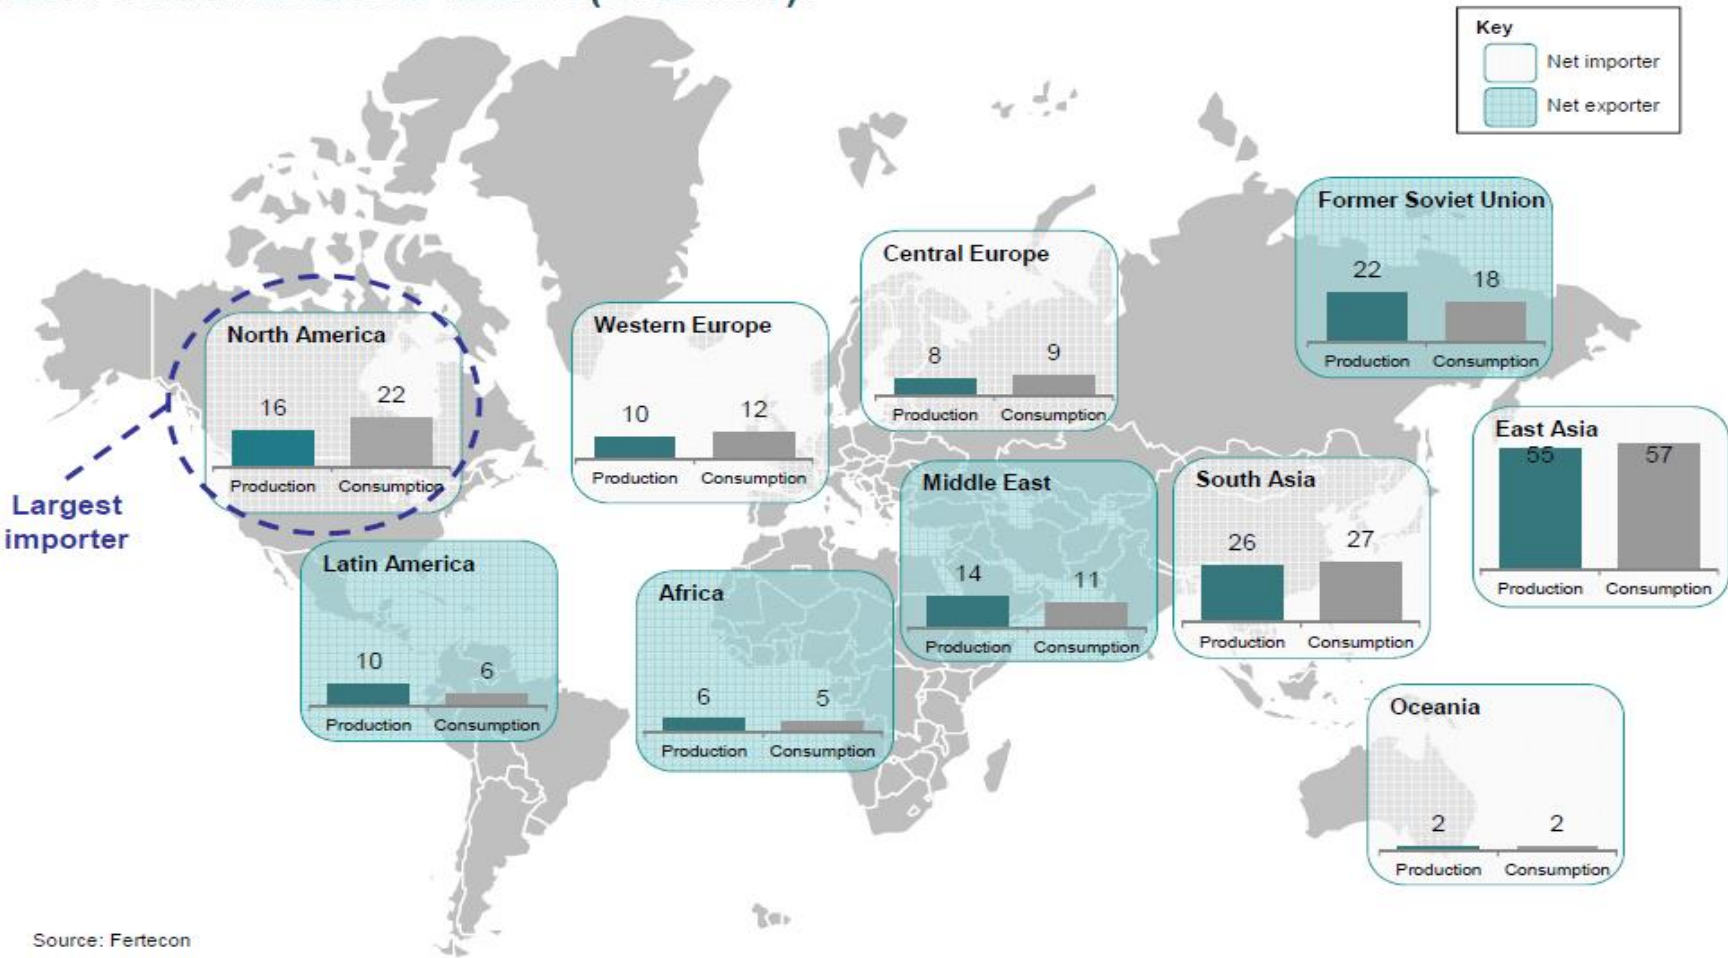 Key
Net importer
Net exporter
Former Soviet Union
22
18
Production
Consumption
Central Europe
8
9
Production
Consumption
Western Europe
10
12
Production
Consumption
North America
16
22
Production
Consumption
Largest
importer
East Asia
55
57
Production
Consumption
Middle East
14
11
Production
Consumption
South Asia
26
27
Production
Consumption
Latin America
10
6
Production
Consumption
Africa
6
5
Production
Consumption
Oceania
2
2
Production
Consumption
Source: Fertecon